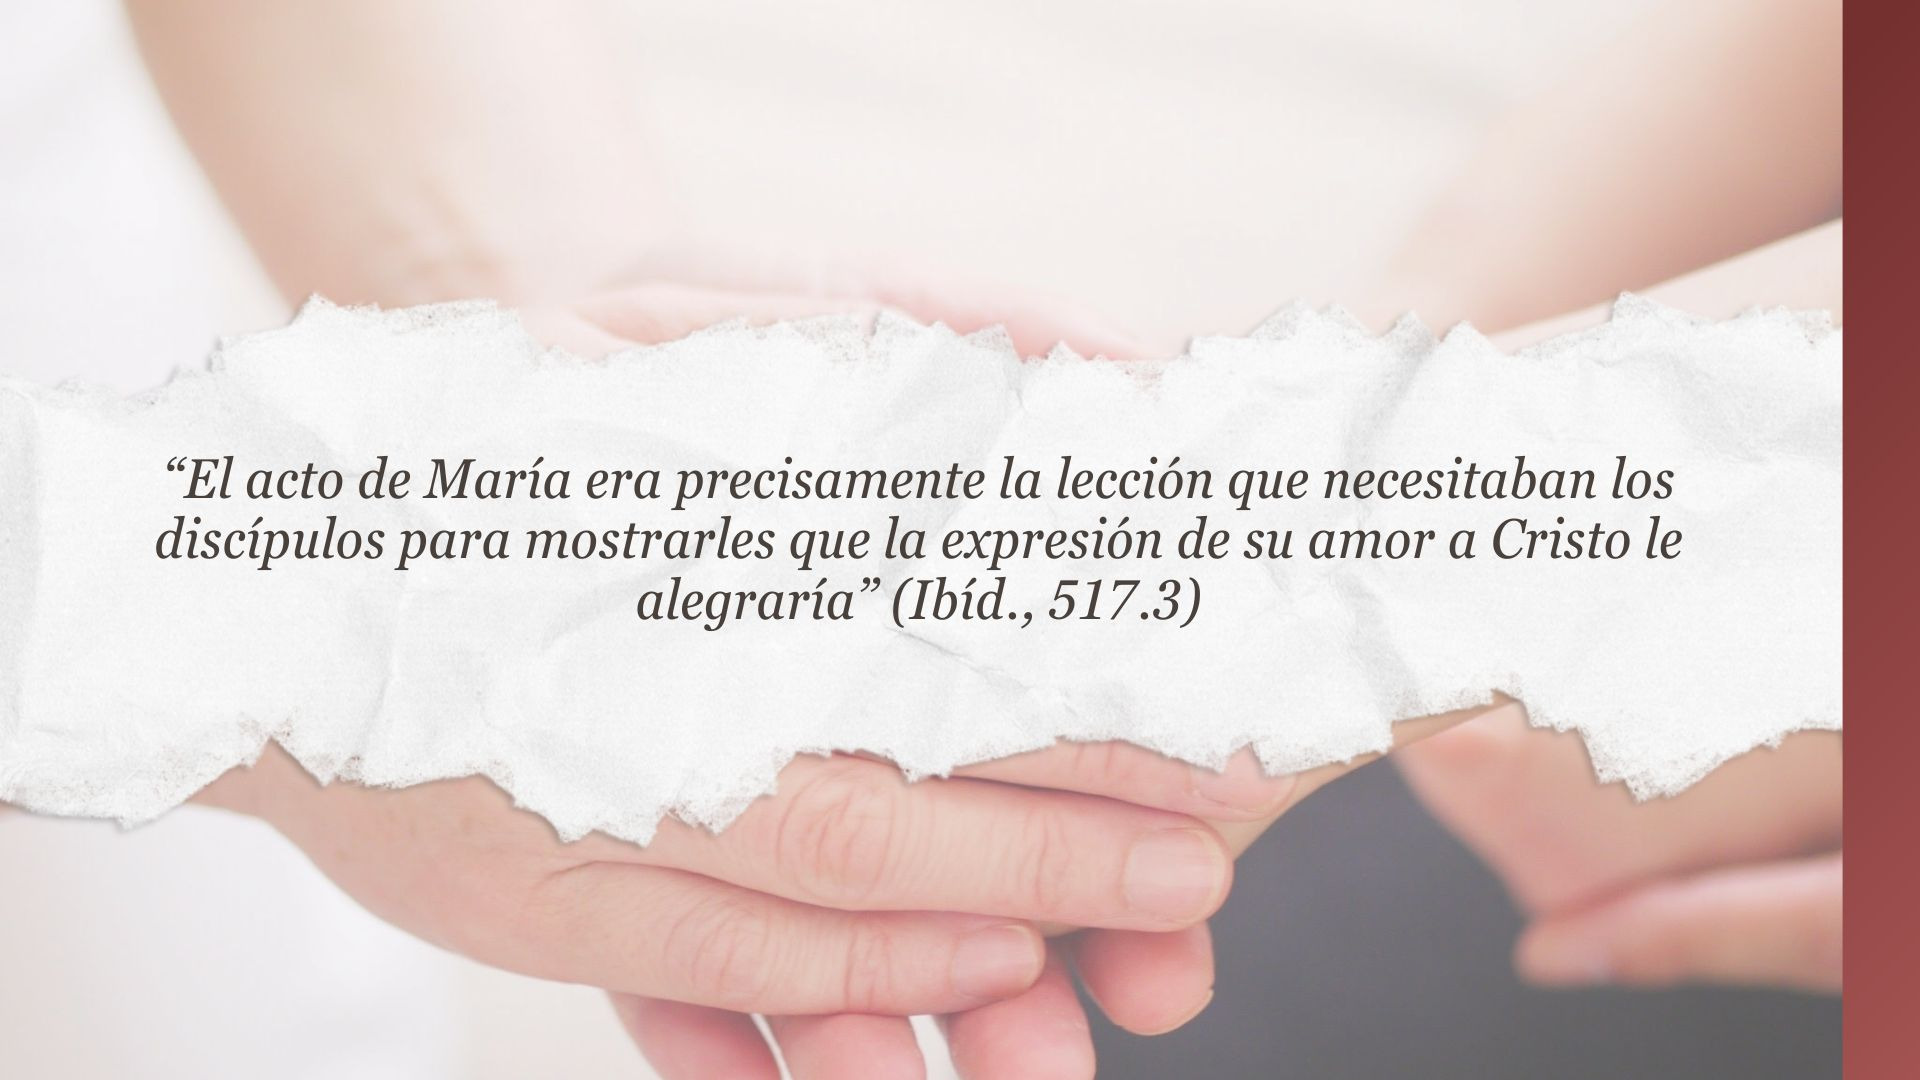 “El acto de María era precisamente la lección que necesitaban los
discípulos para mostrarles que la expresión de su amor a Cristo le
alegraría” (Ibíd., 517.3)